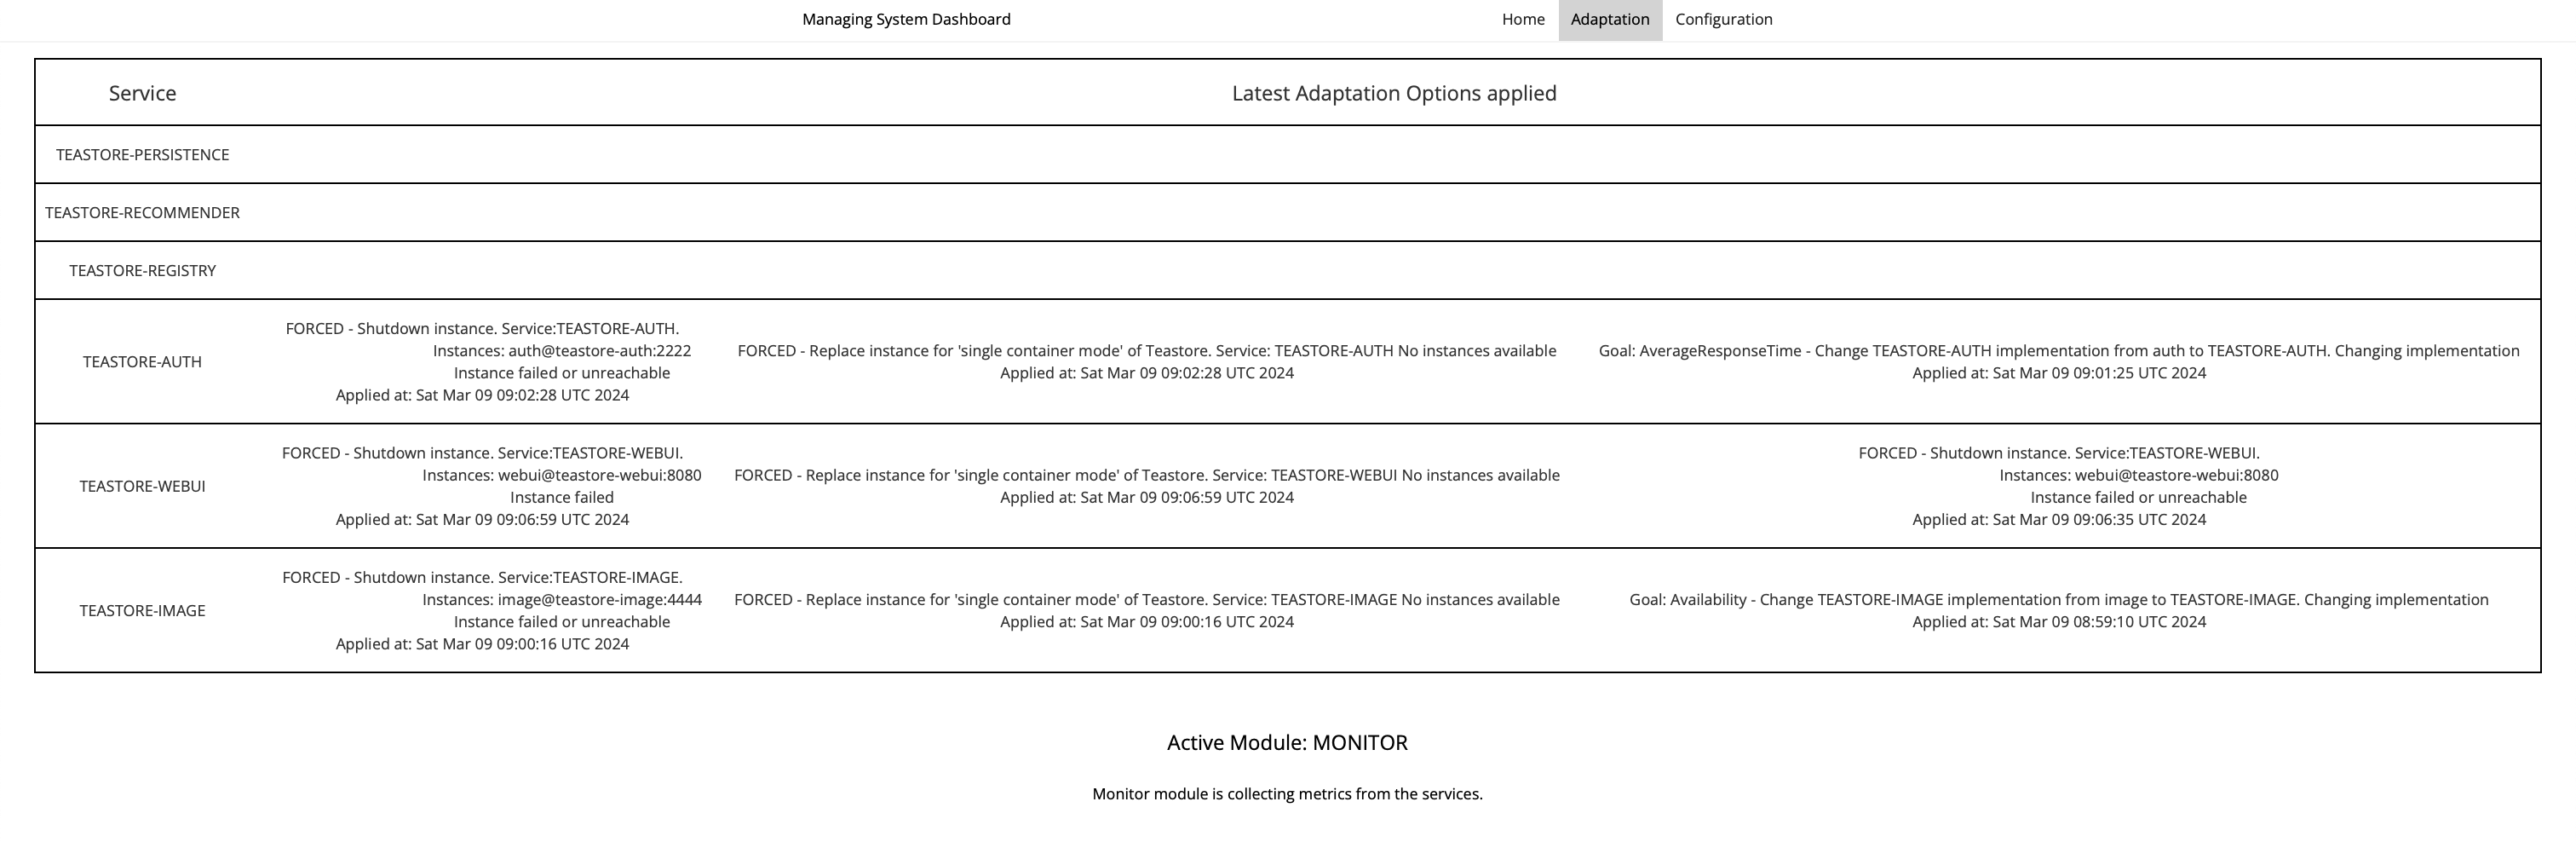 Managing System Dashboard
Home
Adaptation
Configuration
Service
Latest Adaptation Options applied
TEASTORE-PERSISTENCE
TEASTORE-RECOMMENDER
TEASTORE-REGISTRY
TEASTORE-AUTH
FORCED - Shutdown instance. Service:TEASTORE-AUTH.
Instances: auth@teastore-auth:2222
Instance failed or unreachable
Applied at: Sat Mar 09 09:02:28 UTC 2024
FORCED - Replace instance for 'single container mode' of Teastore. Service: TEASTORE-AUTH No instances available
Applied at: Sat Mar 09 09:02:28 UTC 2024
Goal: AverageResponseTime - Change TEASTORE-AUTH implementation from auth to TEASTORE-AUTH. Changing implementation
Applied at: Sat Mar 09 09:01:25 UTC 2024
TEASTORE-WEBUI
FORCED - Shutdown instance. Service:TEASTORE-WEBUI.
Instances: webui@teastore-webui:8080
Instance failed
Applied at: Sat Mar 09 09:06:59 UTC 2024
FORCED - Replace instance for 'single container mode' of Teastore. Service: TEASTORE-WEBUI No instances available
Applied at: Sat Mar 09 09:06:59 UTC 2024
FORCED - Shutdown instance. Service:TEASTORE-WEBUI.
Instances: webui@teastore-webui:8080
Instance failed or unreachable
Applied at: Sat Mar 09 09:06:35 UTC 2024
TEASTORE-IMAGE
FORCED - Shutdown instance. Service:TEASTORE-IMAGE.
Instances: image@teastore-image:4444
Instance failed or unreachable
Applied at: Sat Mar 09 09:00:16 UTC 2024
FORCED - Replace instance for 'single container mode' of Teastore. Service: TEASTORE-IMAGE No instances available
Applied at: Sat Mar 09 09:00:16 UTC 2024
Goal: Availability - Change TEASTORE-IMAGE implementation from image to TEASTORE-IMAGE. Changing implementation
Applied at: Sat Mar 09 08:59:10 UTC 2024
Active Module: MONITOR
Monitor module is collecting metrics from the services.